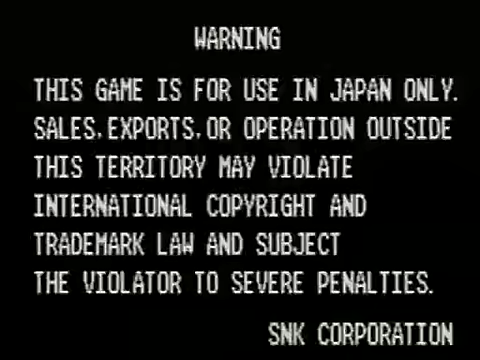 WARNING
THIS GAME IS FOR USE IN JAPAN ONLY.
SALES, EXPORTS, OR OPERATION OUTSIDE
THIS TERRITORY MAY VIOLATE
INTERNATIONAL COPYRIGHT AND
TRADEMARK LAW AND SUBJECT
THE VIOLATOR TO SEVERE PENALTIES.
SNK CORPORATION